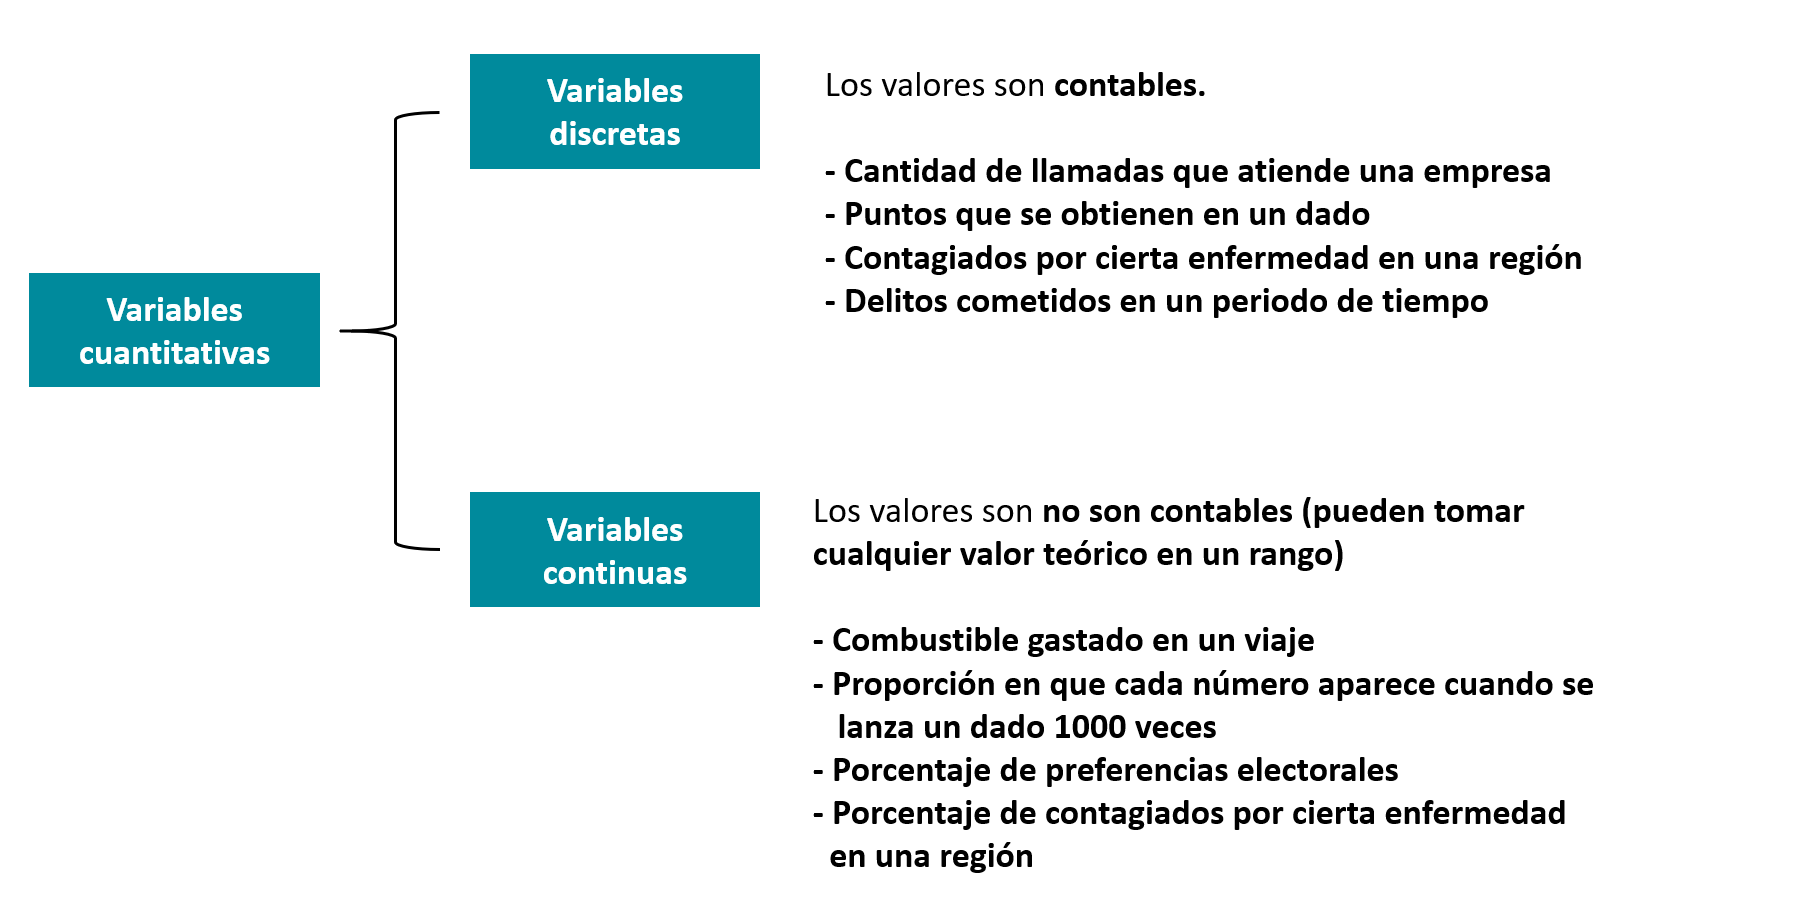 Variables
cuantitativas
Variables
discretas
Los valores son contables.
- Cantidad de llamadas que atiende una empresa
- Puntos que se obtienen en un dado
- Contagiados por cierta enfermedad en una región
- Delitos cometidos en un periodo de tiempo
Variables
continuas
Los valores son no son contables (pueden tomar
cualquier valor teórico en un rango)
- Combustible gastado en un viaje
- Proporción en que cada número aparece cuando se
lanza un dado 1000 veces
- Porcentaje de preferencias electorales
- Porcentaje de contagiados por cierta enfermedad
en una región